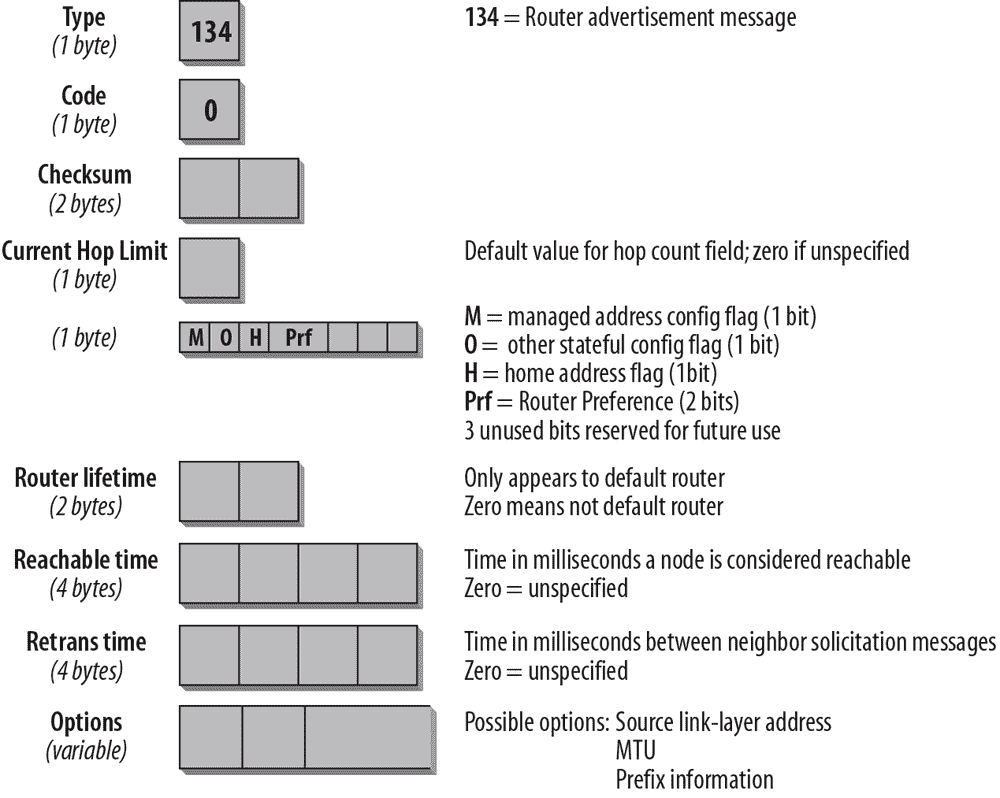 Type
(1 byte)
134
134 = Router advertisement message
Code
(1 byte)
0
Checksum
(2 bytes)
Current Hop Limit
(1 byte)
Default value for hop count field; zero if unspecified
(1 byte)
M O H Prf
M = managed address config flag (1 bit)
O = other stateful config flag (1 bit)
H = home address flag (1bit)
Prf = Router Preference (2 bits)
3 unused bits reserved for future use
Router lifetime
(2 bytes)
Only appears to default router
Zero means not default router
Reachable time
(4 bytes)
Time in milliseconds a node is considered reachable
Zero = unspecified
Retrans time
(4 bytes)
Time in milliseconds between neighbor solicitation messages
Zero = unspecified
Options
(variable)
Possible options: Source link-layer address
MTU
Prefix information